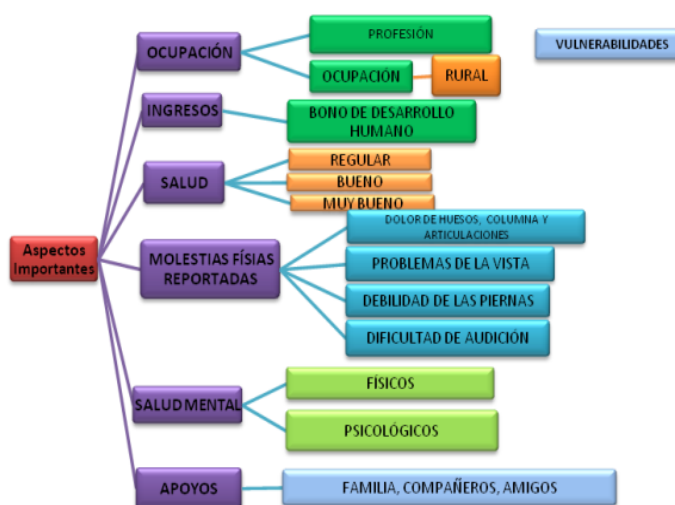 OCUPACIÓN
PROFESIÓN
OCUPACIÓN
RURAL
VULNERABILIDADES
INGRESOS
BONO DE DESARROLLO
HUMANO
SALUD
REGULAR
BUENO
MUY BUENO
Aspectos
Importantes
MOLESTIAS FÍSIAS
REPORTADAS
DOLOR DE HUESOS, COLUMNA Y
ARTICULACIONES
PROBLEMAS DE LA VISTA
DEBILIDAD DE LAS PIERNAS
DIFICULTAD DE AUDICIÓN
SALUD MENTAL
FÍSICOS
PSICOLÓGICOS
APOYOS
FAMILIA, COMPAÑEROS, AMIGOS